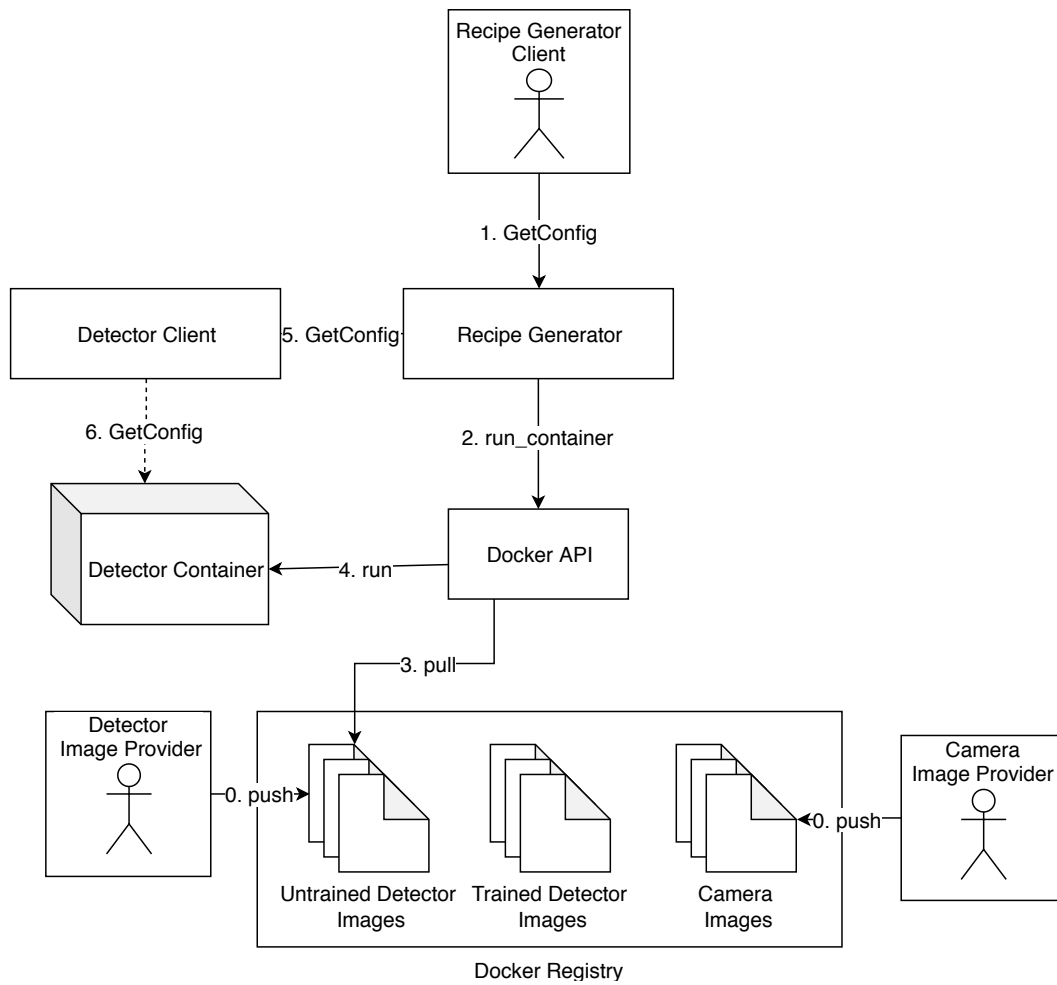 Recipe Generator
Client
1. GetConfig
Detector Client
5. GetConfig
Recipe Generator
6. GetConfig
2. run_container
Detector Container
4. run
Docker API
3. pull
Detector
Image Provider
Camera
Image Provider
0. push
0. push
Untrained Detector
Images
Trained Detector
Images
Camera
Images
Docker Registry